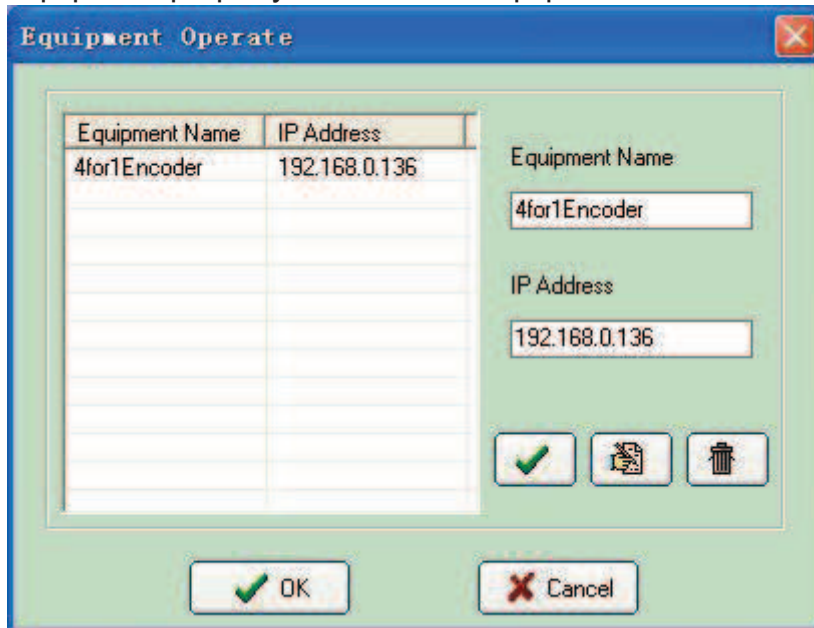 Equipment Operate
Equipment Name IP Address
4for1Encoder 192.168.0.136
Equipment Name
4for1Encoder
IP Address
192.168.0.136
OK Cancel